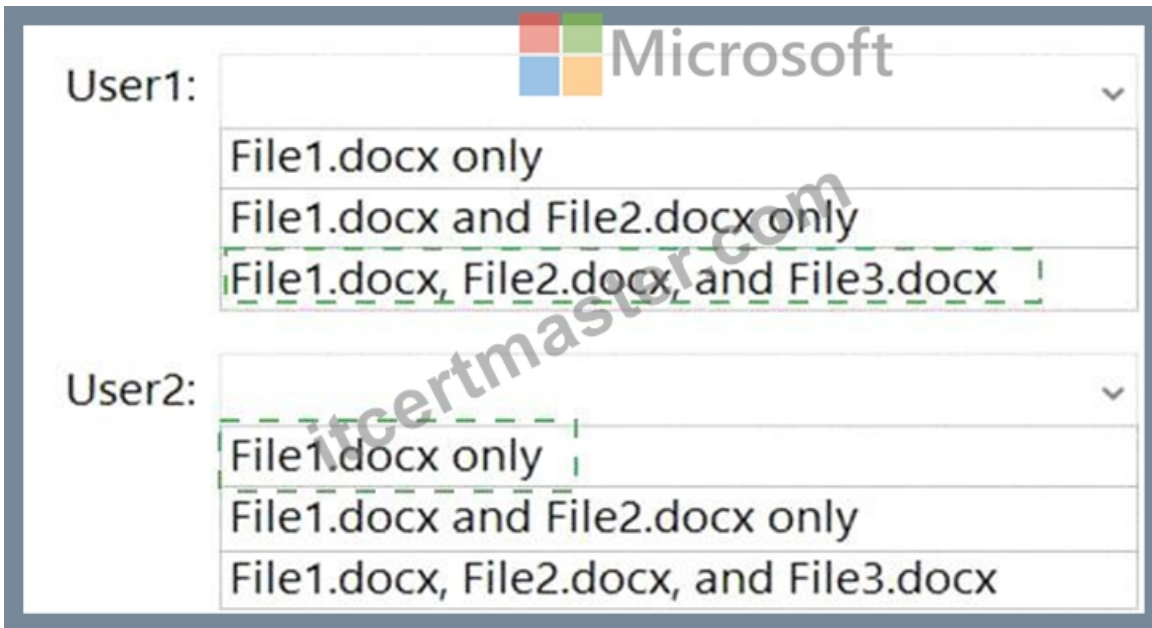 Microsoft
User1:
File1.docx only
File1.docx and File2.docx only
File1.docx, File2.docx, and File3.docx
itcertmaster.com
User2:
File1.docx only
File1.docx and File2.docx only
File1.docx, File2.docx, and File3.docx